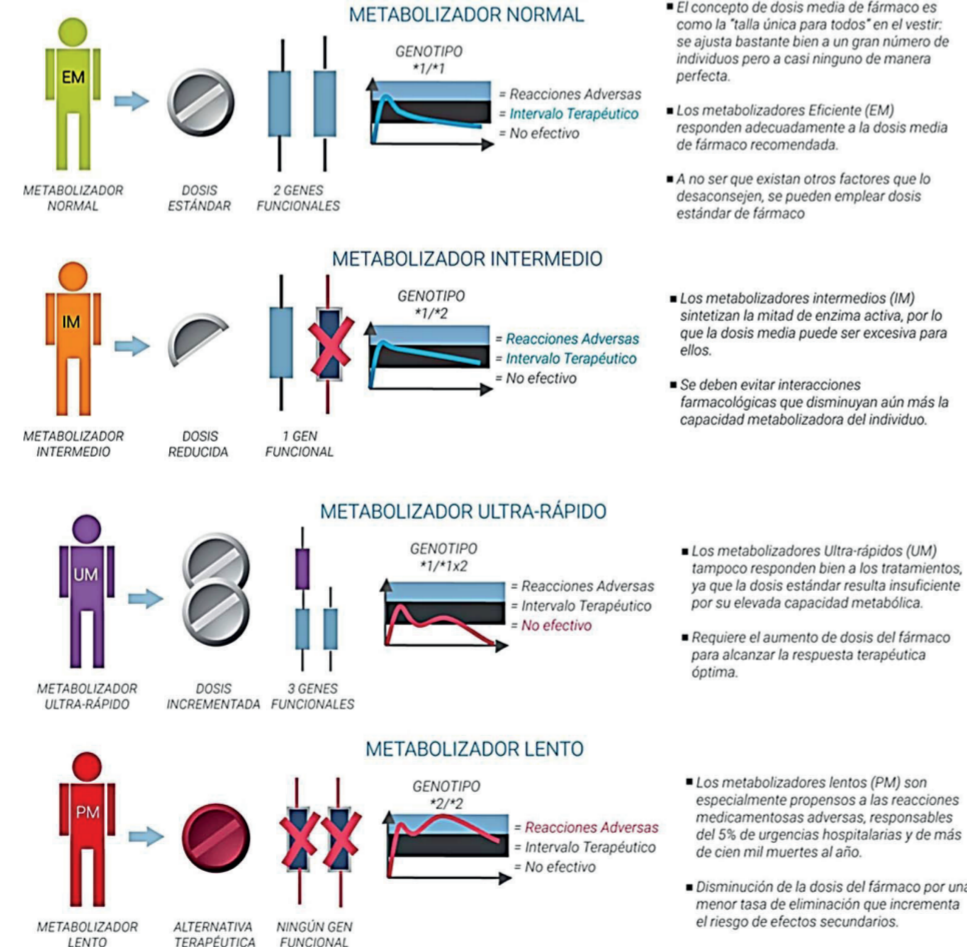 METABOLIZADOR NORMAL
EM
GENOTIPO
*1/*1
= Reacciones Adversas
= Intervalo Terapéutico
= No efectivo
METABOLIZADOR
NORMAL
DOSIS
ESTÁNDAR
2 GENES
FUNCIONALES
■ El concepto de dosis media de fármaco es
como la "talla única para todos" en el vestir:
se ajusta bastante bien a un gran número de
individuos pero a casi ninguno de manera
perfecta.
■ Los metabolizadores Eficiente (EM)
responden adecuadamente a la dosis media
de fármaco recomendada.
■ A no ser que existan otros factores que lo
desaconsejen, se pueden emplear dosis
estándar de fármaco
METABOLIZADOR INTERMEDIO
IM
GENOTIPO
*1/*2
= Reacciones Adversas
= Intervalo Terapéutico
= No efectivo
METABOLIZADOR
INTERMEDIO
DOSIS
REDUCIDA
1 GEN
FUNCIONAL
■ Los metabolizadores intermedios (IM)
sintetizan la mitad de enzima activa, por lo
que la dosis media puede ser excesiva para
ellos.
■ Se deben evitar interacciones
farmacológicas que disminuyan aún más la
capacidad metabolizadora del individuo.
METABOLIZADOR ULTRA-RÁPIDO
UM
GENOTIPO
*1/*1x2
= Reacciones Adversas
= Intervalo Terapéutico
= No efectivo
METABOLIZADOR
ULTRA-RÁPIDO
DOSIS
INCREMENTADA
3 GENES
FUNCIONALES
■ Los metabolizadores Ultra-rápidos (UM)
tampoco responden bien a los tratamientos,
ya que la dosis estándar resulta insuficiente
por su elevada capacidad metabólica.
■ Requiere el aumento de dosis del fármaco
para alcanzar la respuesta terapéutica
óptima.
METABOLIZADOR LENTO
PM
GENOTIPO
*2/*2
= Reacciones Adversas
= Intervalo Terapéutico
= No efectivo
METABOLIZADOR
LENTO
ALTERNATIVA
TERAPÉUTICA
NINGÚN GEN
FUNCIONAL
■ Los metabolizadores lentos (PM) son
especialmente propensos a las reacciones
medicamentosas adversas, responsables
del 5% de urgencias hospitalarias y de más
de cien mil muertes al año.
■ Disminución de la dosis del fármaco por una
menor tasa de eliminación que incrementa
el riesgo de efectos secundarios.